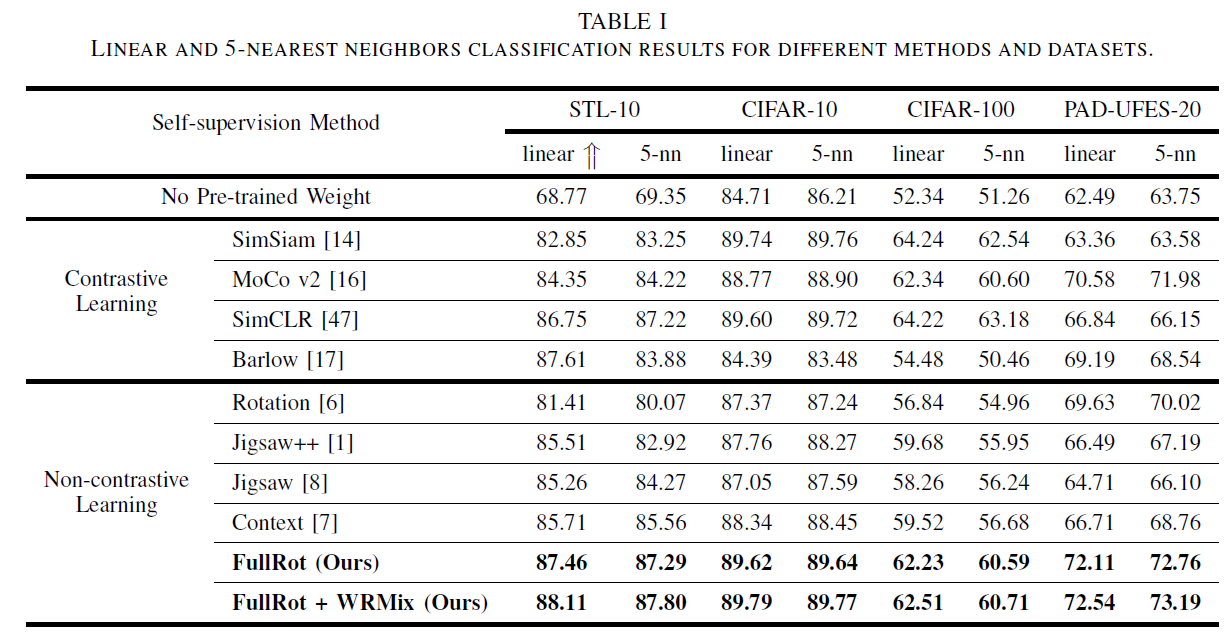 TABLE I
LINEAR AND 5-NEAREST NEIGHBORS CLASSIFICATION RESULTS FOR DIFFERENT METHODS AND DATASETS.
Self-supervision Method STL-10 CIFAR-10 CIFAR-100 PAD-UFES-20
linear ⇑ 5-nn linear 5-nn linear 5-nn linear 5-nn
No Pre-trained Weight 68.77 69.35 84.71 86.21 52.34 51.26 62.49 63.75
Contrastive
Learning
SimSiam [14] 82.85 83.25 89.74 89.76 64.24 62.54 63.36 63.58
MoCo v2 [16] 84.35 84.22 88.77 88.90 62.34 60.60 70.58 71.98
SimCLR [47] 86.75 87.22 89.60 89.72 64.22 63.18 66.84 66.15
Barlow [17] 87.61 83.88 84.39 83.48 54.48 50.46 69.19 68.54
Non-contrastive
Learning
Rotation [6] 81.41 80.07 87.37 87.24 56.84 54.96 69.63 70.02
Jigsaw++ [1] 85.51 82.92 87.76 88.27 59.68 55.95 66.49 67.19
Jigsaw [8] 85.26 84.27 87.05 87.59 58.26 56.24 64.71 66.10
Context [7] 85.71 85.56 88.34 88.45 59.52 56.68 66.71 68.76
FullRot (Ours) 87.46 87.29 89.62 89.64 62.23 60.59 72.11 72.76
FullRot + WRMix (Ours) 88.11 87.80 89.79 89.77 62.51 60.71 72.54 73.19